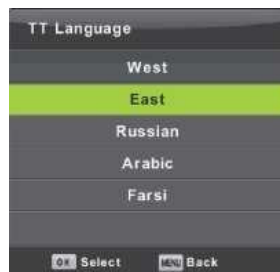 TT Language
West
East
Russian
Arabic
Farsi
OK Select MENU Back